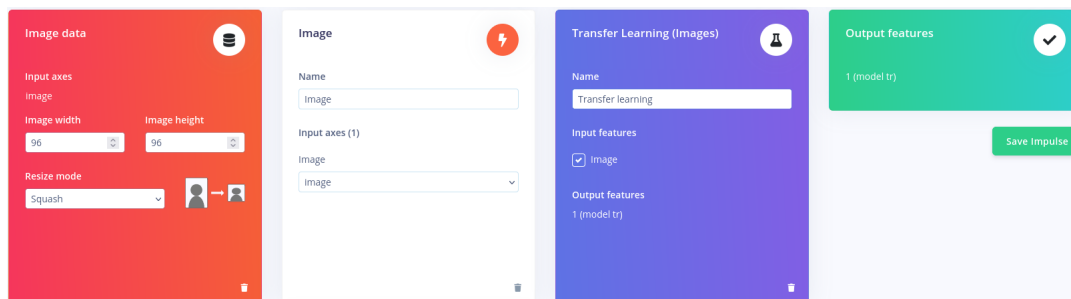 Image data
Input axes
image
Image width
Image height
96
96
Resize mode
Squash
Image
Name
Image
Input axes (1)
Image
image
Transfer Learning (Images)
Name
Transfer learning
Input features
Image
Output features
1 (model tr)
Output features
1 (model tr)
Save Impulse